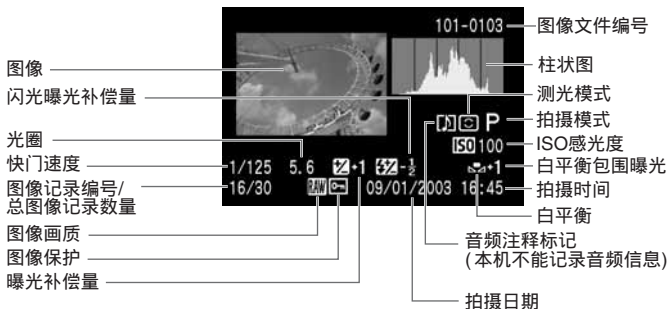 101-0103
图像文件编号
图像
柱状图
闪光曝光补偿量
测光模式
P
拍摄模式
光圈
ISO 100
ISO感光度
快门速度
1/125 5.6 +1 -½
+1
白平衡包围曝光
图像记录编号/
总图像记录数量
16/30 RAW 09/01/2003 16:45
拍摄时间
白平衡
图像画质
音频注释标记
(本机不能记录音频信息)
图像保护
曝光补偿量
拍摄日期